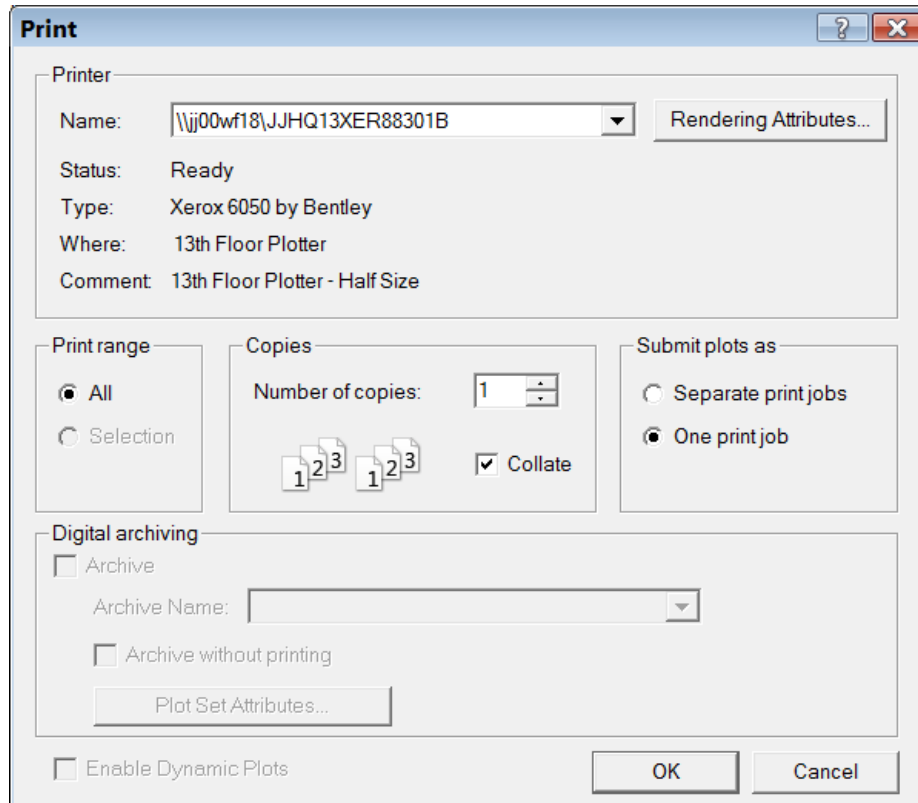 Print
Printer
Name: \\jj00wf18\JJHQ13XER88301B Rendering Attributes...
Status: Ready
Type: Xerox 6050 by Bentley
Where: 13th Floor Plotter
Comment: 13th Floor Plotter - Half Size
Print range
All
Selection
Copies
Number of copies: 1
1 2 3 1 2 3
Collate
Submit plots as
Separate print jobs
One print job
Digital archiving
Archive
Archive Name:
Archive without printing
Plot Set Attributes...
Enable Dynamic Plots
OK Cancel